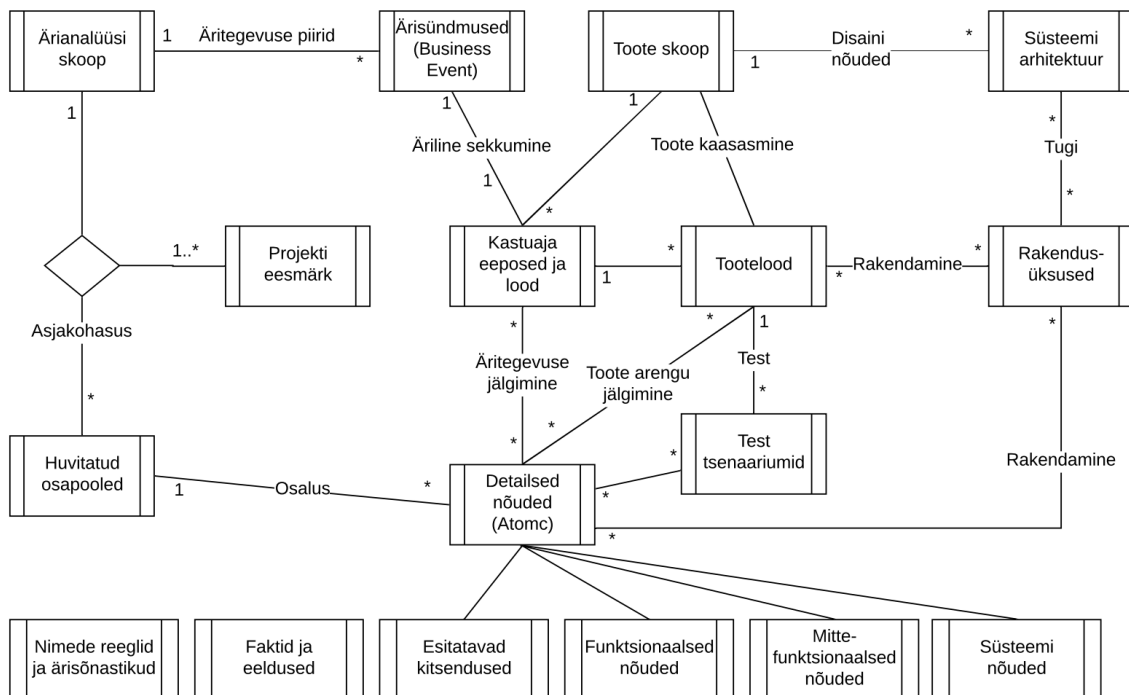 Ärianalüüsi
skoop
1
Äritegevuse piirid
*
Ärisündmused
(Business
Event)
Toote skoop
1
Disaini
nõuded
*
Süsteemi
arhitektuur
1
1
1
*
Äriline sekkumine
Toote kaasasmine
Tugi
1
*
*
1..*
Projekti
eesmärk
Kastuaja
eeposed ja
lood
1
*
Tootelood
*
Rakendamine
*
Rakendus-
üksused
Asjakohasus
*
*
1
*
Äritegevuse
jälgimine
Toote arengu
jälgimine
Test
*
*
*
*
Huvitatud
osapooled
1
Osalus
*
Detailsed
nõuded
(Atomc)
*
*
Test
tsenaariumid
Rakendamine
*
Nimede reeglid
ja ärisõnastikud
Faktid ja
eeldused
Esitatavad
kitsendused
Funktsionaalsed
nõuded
Mitte-
funktsionaalsed
nõuded
Süsteemi
nõuded